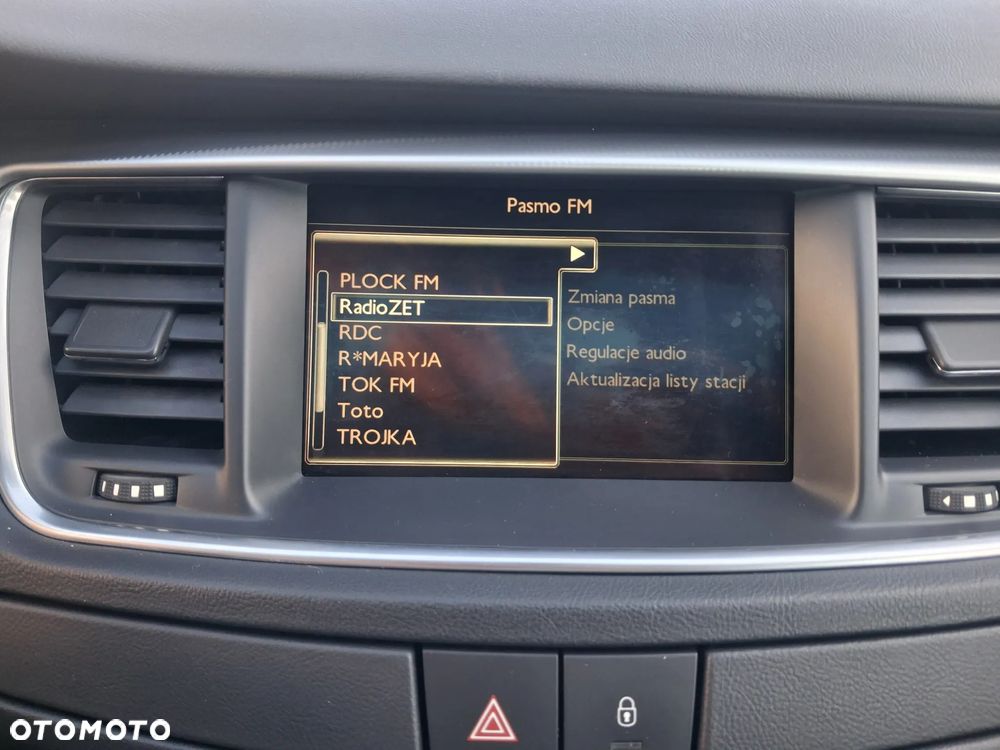 Pasmo FM
PLOCK FM
RadioZET
RDC
R*MARYJA
TOK FM
Toto
TROJKA
Zmiana pasma
Opcje
Regulacje audio
Aktualizacja listy stacji
OTOMOTO